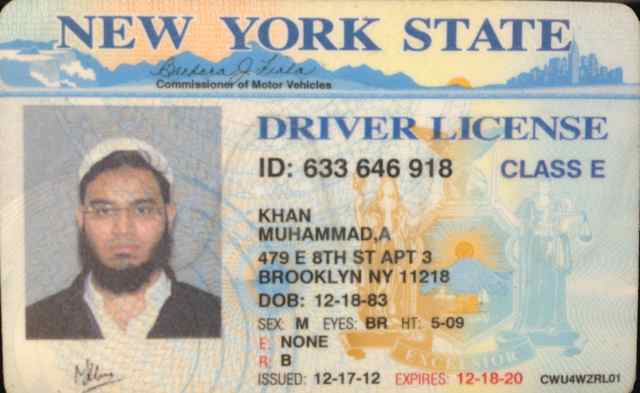 NEW YORK STATE
Barbara J. Fiala
Commissioner of Motor Vehicles
DRIVER LICENSE
ID: 633 646 918 CLASS E
KHAN
MUHAMMAD,A
479 E 8TH ST APT 3
BROOKLYN NY 11218
DOB: 12-18-83
SEX: M EYES: BR HT: 5-09
E: NONE
R: B
ISSUED: 12-17-12 EXPIRES: 12-18-20 CWU4WZRL01
EXCELSIOR